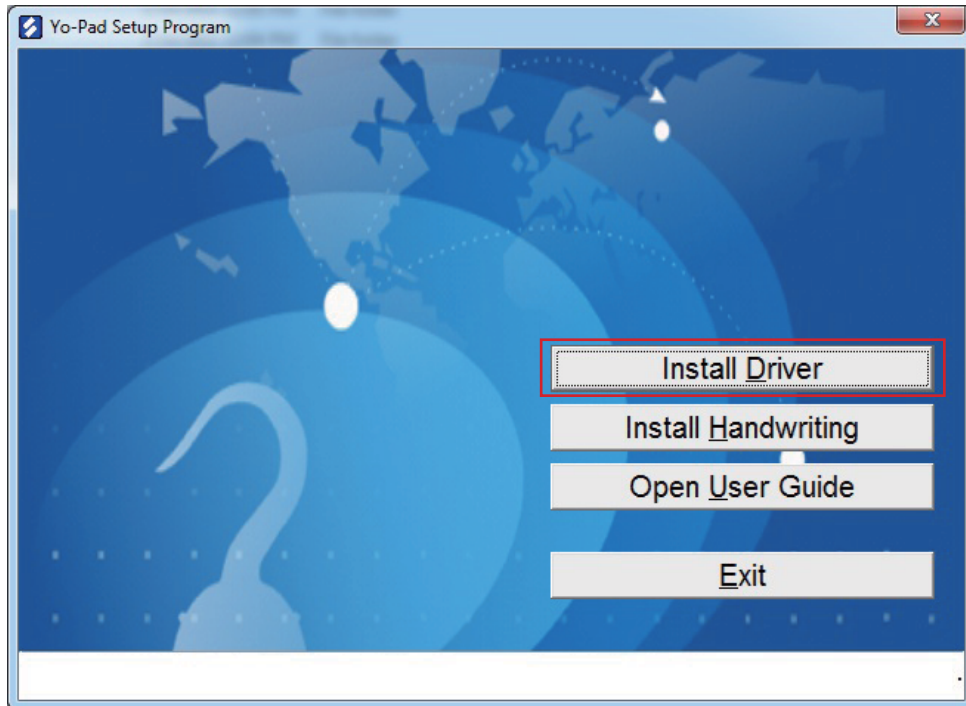 Yo-Pad Setup Program
Install Driver
Install Handwriting
Open User Guide
Exit
.